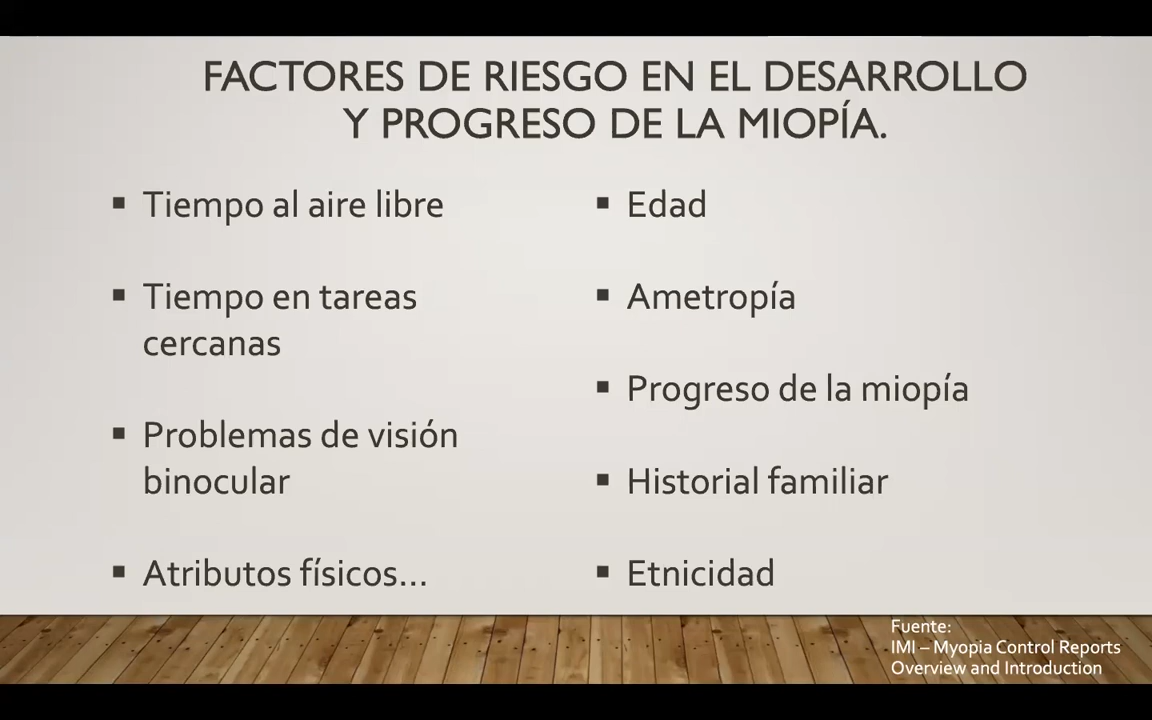 FACTORES DE RIESGO EN EL DESARROLLO
Y PROGRESO DE LA MIOPÍA.
▪ Tiempo al aire libre
▪ Tiempo en tareas
cercanas
▪ Problemas de visión
binocular
▪ Atributos físicos...
▪ Edad
▪ Ametropía
▪ Progreso de la miopía
▪ Historial familiar
▪ Etnicidad
Fuente:
IMI – Myopia Control Reports
Overview and Introduction